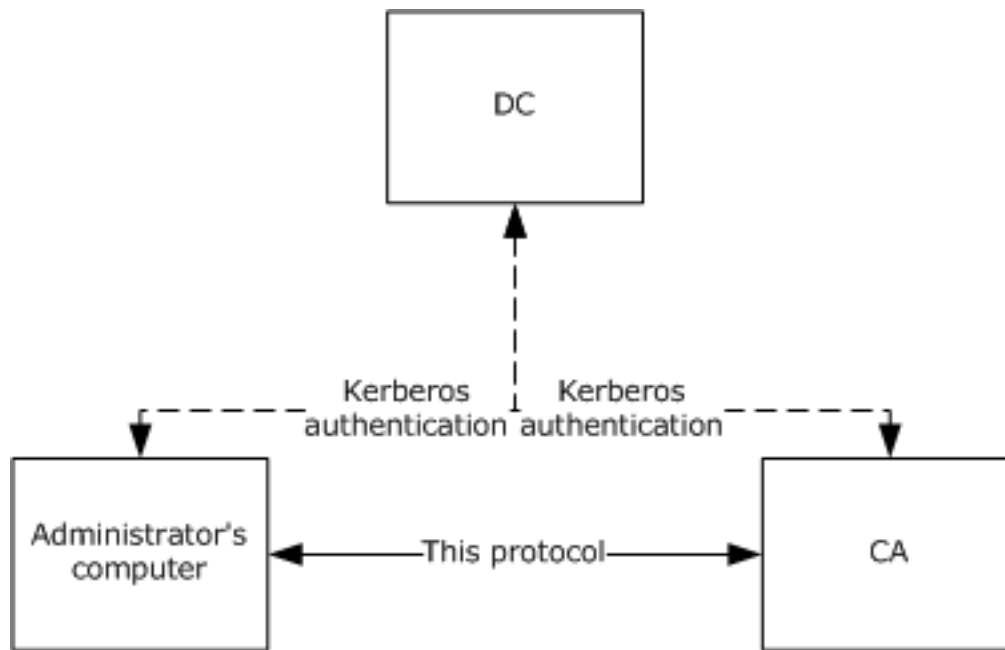 DC
Kerberos authentication
Kerberos authentication
Administrator's
computer
This protocol
CA